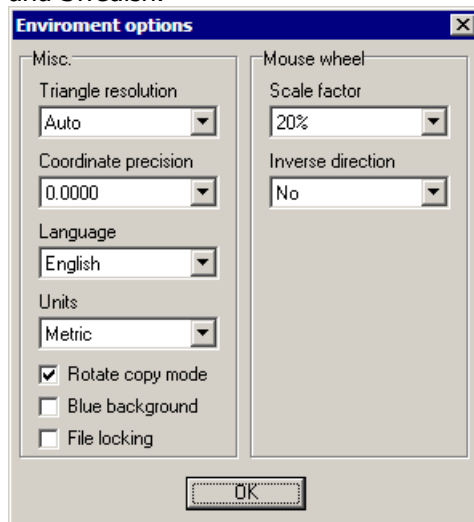 and Swedish.
Enviroment options
Misc.
Triangle resolution
Auto
Coordinate precision
0.0000
Language
English
Units
Metric
Rotate copy mode
Blue background
File locking
Mouse wheel
Scale factor
20%
Inverse direction
No
OK